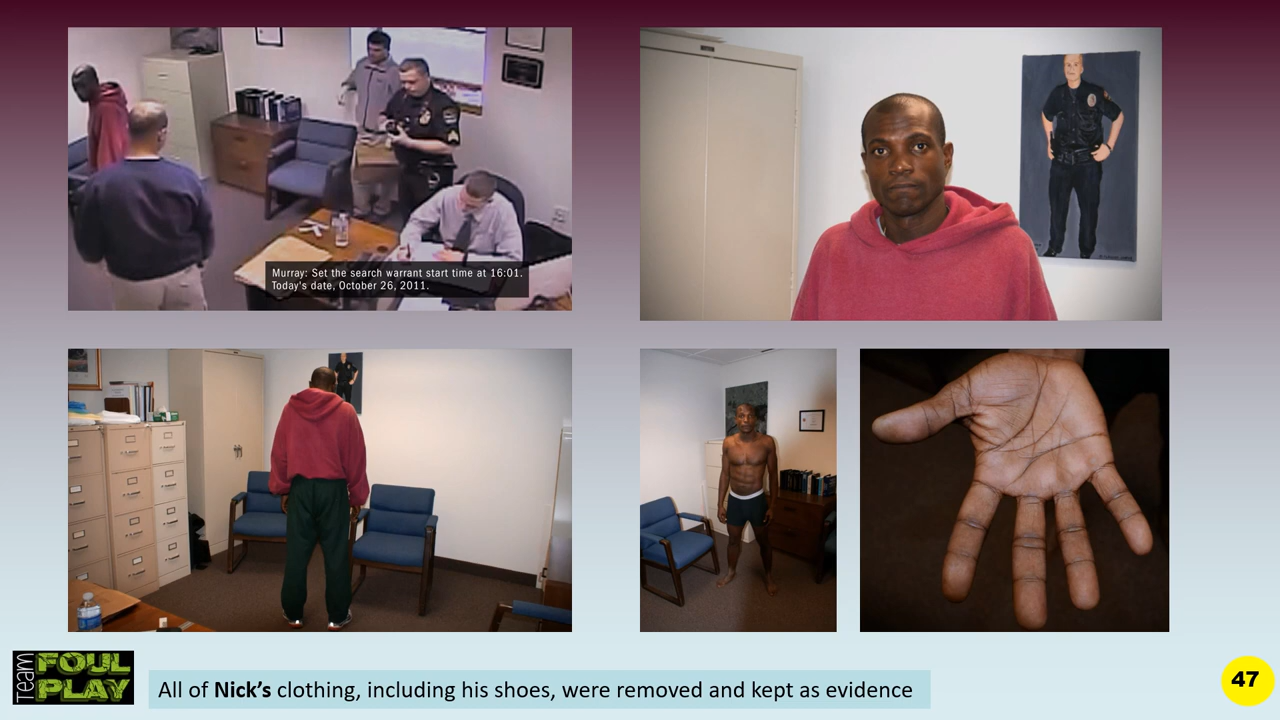 Murray: Set the search warrant start time at 16:01.
Today's date, October 26, 2011.
TEAM
FOUL
PLAY
All of Nick's clothing, including his shoes, were removed and kept as evidence
47